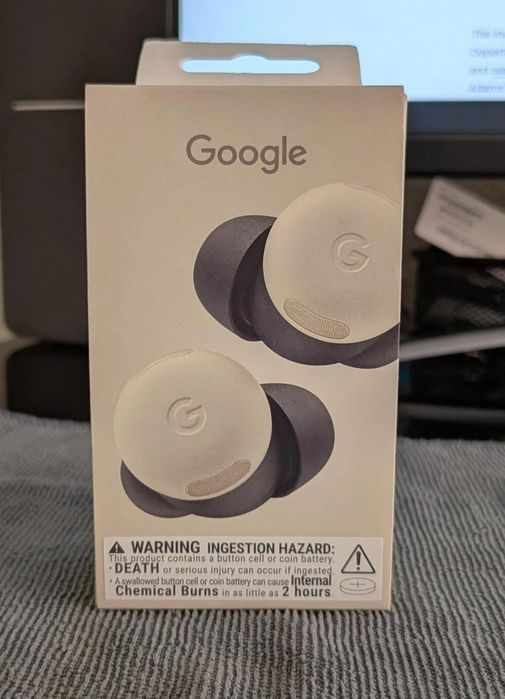 Google
G
G
WARNING INGESTION HAZARD:
This product contains a button cell or coin battery.
• DEATH or serious injury can occur if ingested.
• A swallowed button cell or coin battery can cause Internal
Chemical Burns in as little as 2 hours.